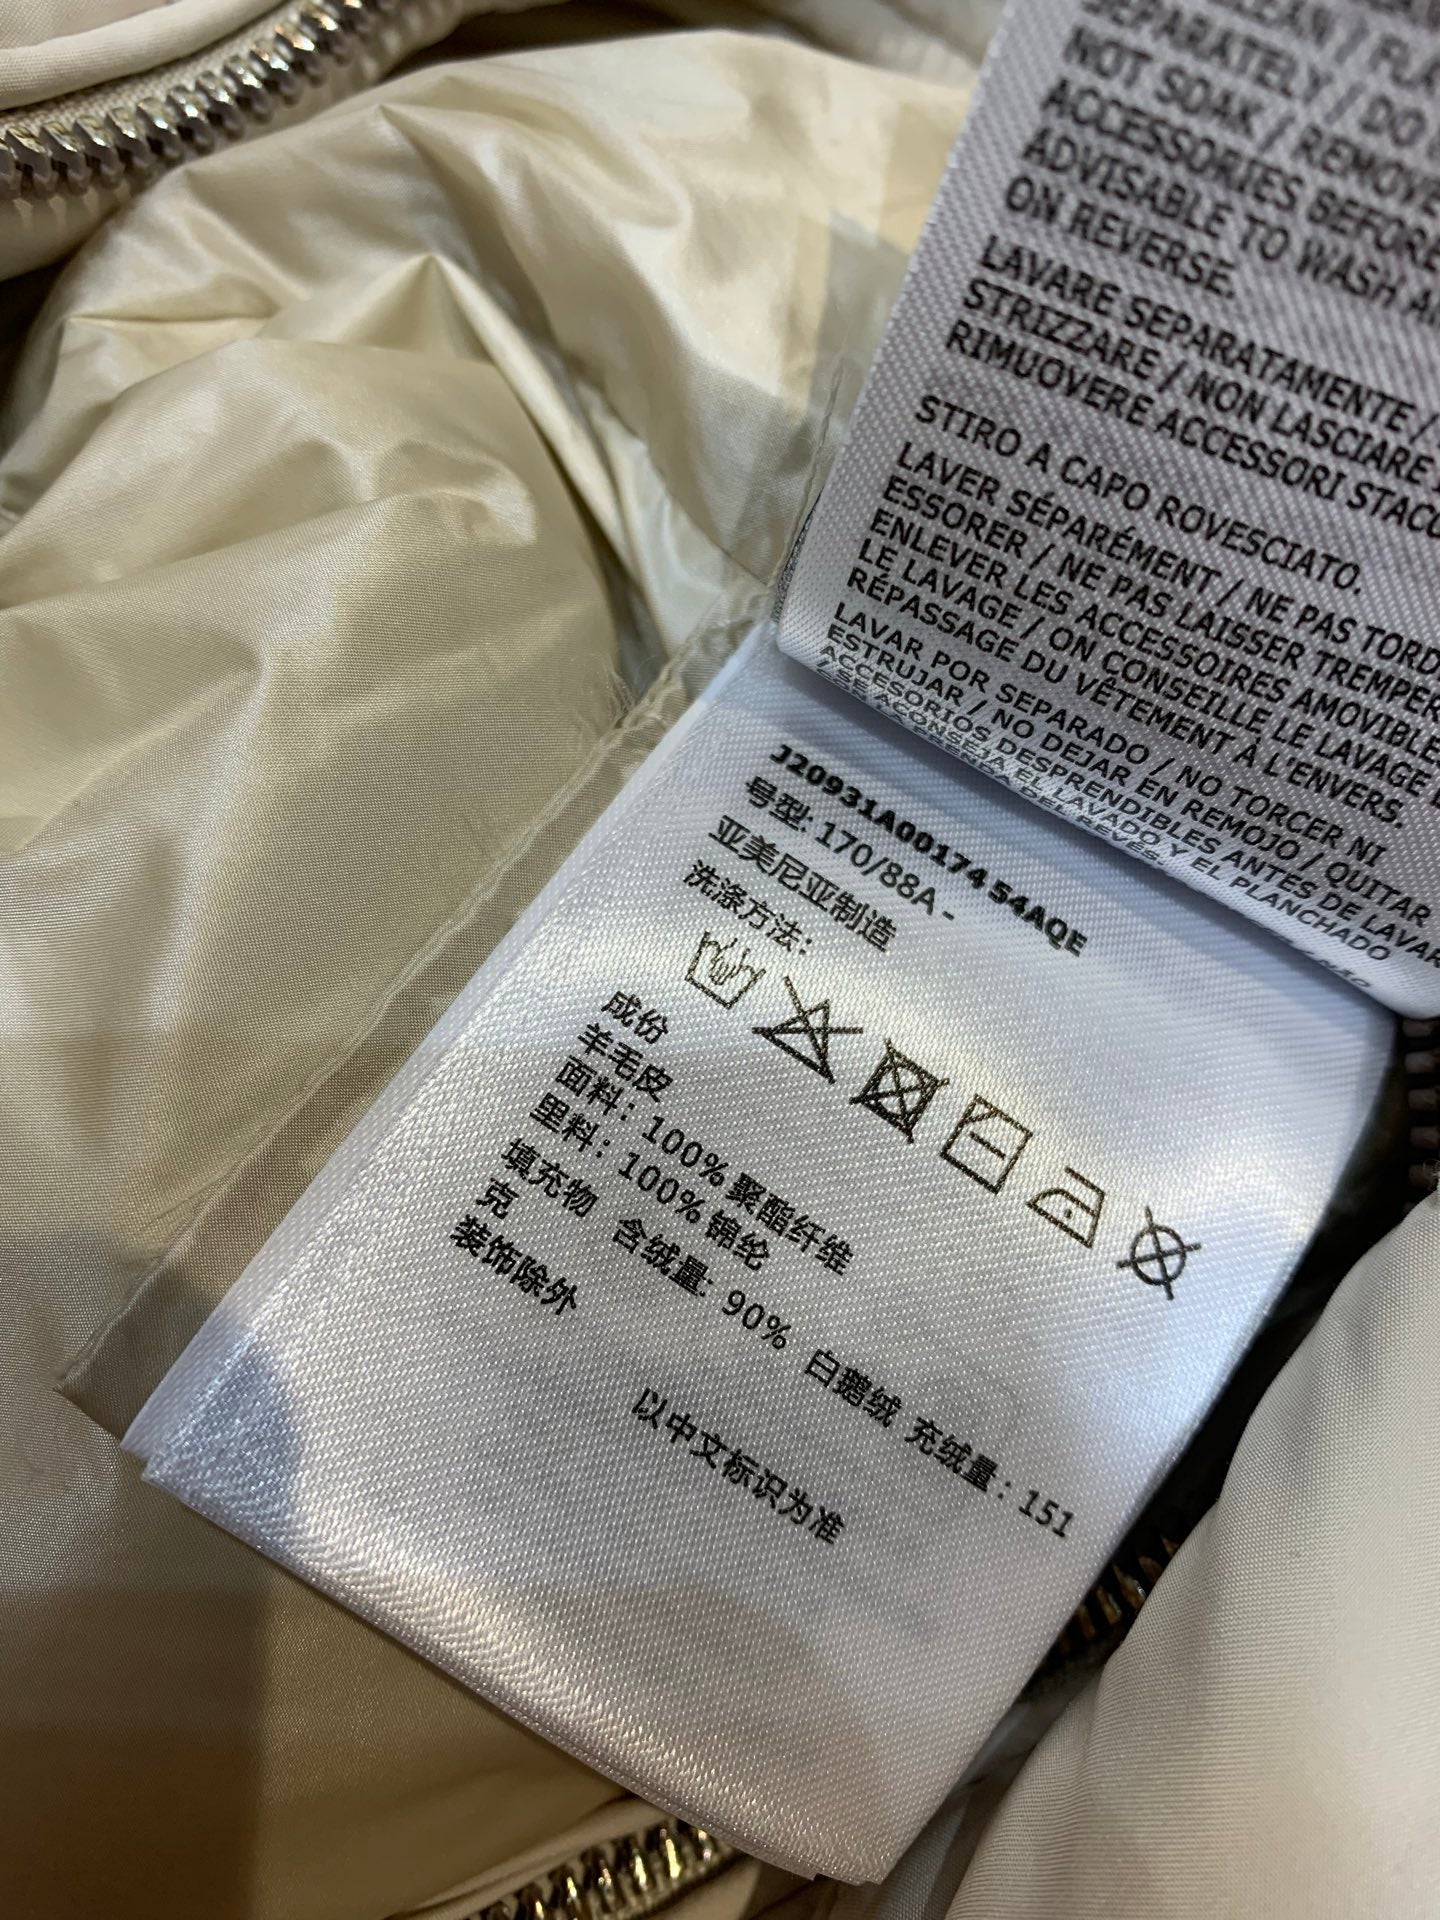 SEPARATELY / DO
NOT SOAK / REMOVE
ACCESSORIES BEFORE
ADVISABLE TO WASH
ON REVERSE.
LAVARE SEPARATAMENTE /
STRIZZARE / NON LASCIARE
RIMUOVERE ACCESSORI
STIRO A CAPO ROVESCIATO.
LAVER SÉPARÉMENT / NE PAS
ESSORER / NE PAS LAISSER TREMPER
ENLEVER LES ACCESSOIRES
LE LAVAGE / ON CONSEILLE LE LAVAGE
RÉPASSAGE DU VÊTEMENT À L'ENVERS.
LAVAR POR SEPARADO / NO TORCER NI
ESTRUJAR / NO DEJAR EN REMOJO / QUITAR
ACCESORIOS DESPRENDIBLES ANTES DE
/ SE ACONSEJA EL LAVADO Y EL PLANCHADO
DEL REVÉS.
J20931A00174 54AQE
号型: 170/88A -
亚美尼亚制造
洗涤方法:
成份
羊毛皮
面料: 100% 聚酯纤维
里料: 100% 锦纶
填充物 含绒量: 90% 白鹅绒 充绒量: 151
克
装饰除外
以中文标识为准